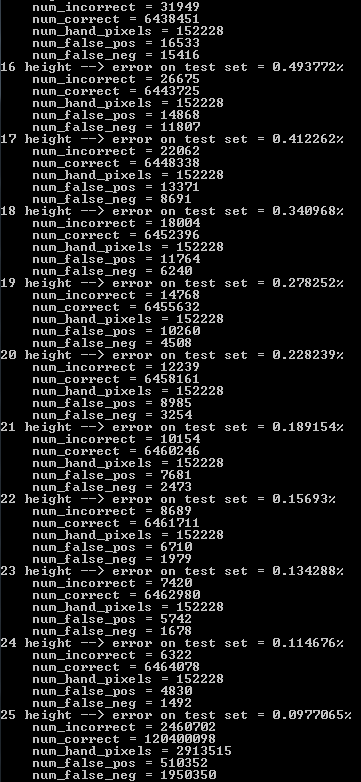 num_incorrect = 31949
num_correct = 6438451
num_hand_pixels = 152228
num_false_pos = 16533
num_false_neg = 15416
16 height --> error on test set = 0.493772%
num_incorrect = 26675
num_correct = 6443725
num_hand_pixels = 152228
num_false_pos = 14868
num_false_neg = 11807
17 height --> error on test set = 0.412262%
num_incorrect = 22062
num_correct = 6448338
num_hand_pixels = 152228
num_false_pos = 13371
num_false_neg = 8691
18 height --> error on test set = 0.340968%
num_incorrect = 18004
num_correct = 6452396
num_hand_pixels = 152228
num_false_pos = 11764
num_false_neg = 6240
19 height --> error on test set = 0.278252%
num_incorrect = 14768
num_correct = 6455632
num_hand_pixels = 152228
num_false_pos = 10260
num_false_neg = 4508
20 height --> error on test set = 0.228239%
num_incorrect = 12239
num_correct = 6458161
num_hand_pixels = 152228
num_false_pos = 8985
num_false_neg = 3254
21 height --> error on test set = 0.189154%
num_incorrect = 10154
num_correct = 6460246
num_hand_pixels = 152228
num_false_pos = 7681
num_false_neg = 2473
22 height --> error on test set = 0.15693%
num_incorrect = 8689
num_correct = 6461711
num_hand_pixels = 152228
num_false_pos = 6710
num_false_neg = 1979
23 height --> error on test set = 0.134288%
num_incorrect = 7420
num_correct = 6462980
num_hand_pixels = 152228
num_false_pos = 5742
num_false_neg = 1678
24 height --> error on test set = 0.114676%
num_incorrect = 6322
num_correct = 6464078
num_hand_pixels = 152228
num_false_pos = 4830
num_false_neg = 1492
25 height --> error on test set = 0.0977065%
num_incorrect = 2460702
num_correct = 120400098
num_hand_pixels = 2913515
num_false_pos = 510352
num_false_neg = 1950350